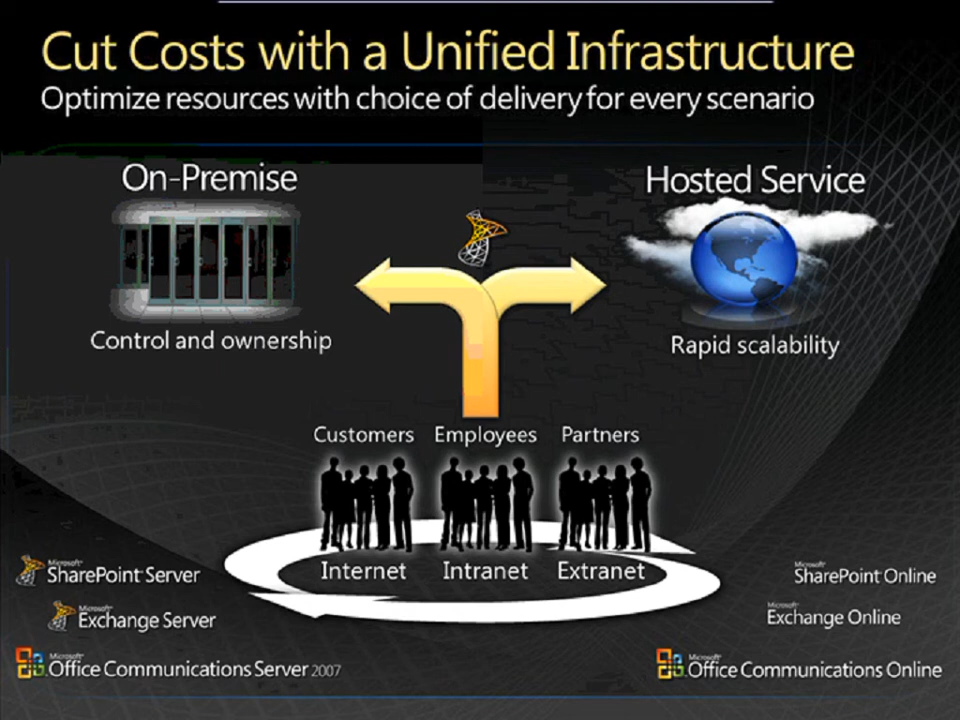 Cut Costs with a Unified Infrastructure
Optimize resources with choice of delivery for every scenario
On-Premise
Hosted Service
Control and ownership
Rapid scalability
Customers Employees Partners
Internet Intranet Extranet
Microsoft
SharePoint Server
Microsoft
Exchange Server
Microsoft
Office Communications Server 2007
Microsoft
SharePoint Online
Microsoft
Exchange Online
Microsoft
Office Communications Online